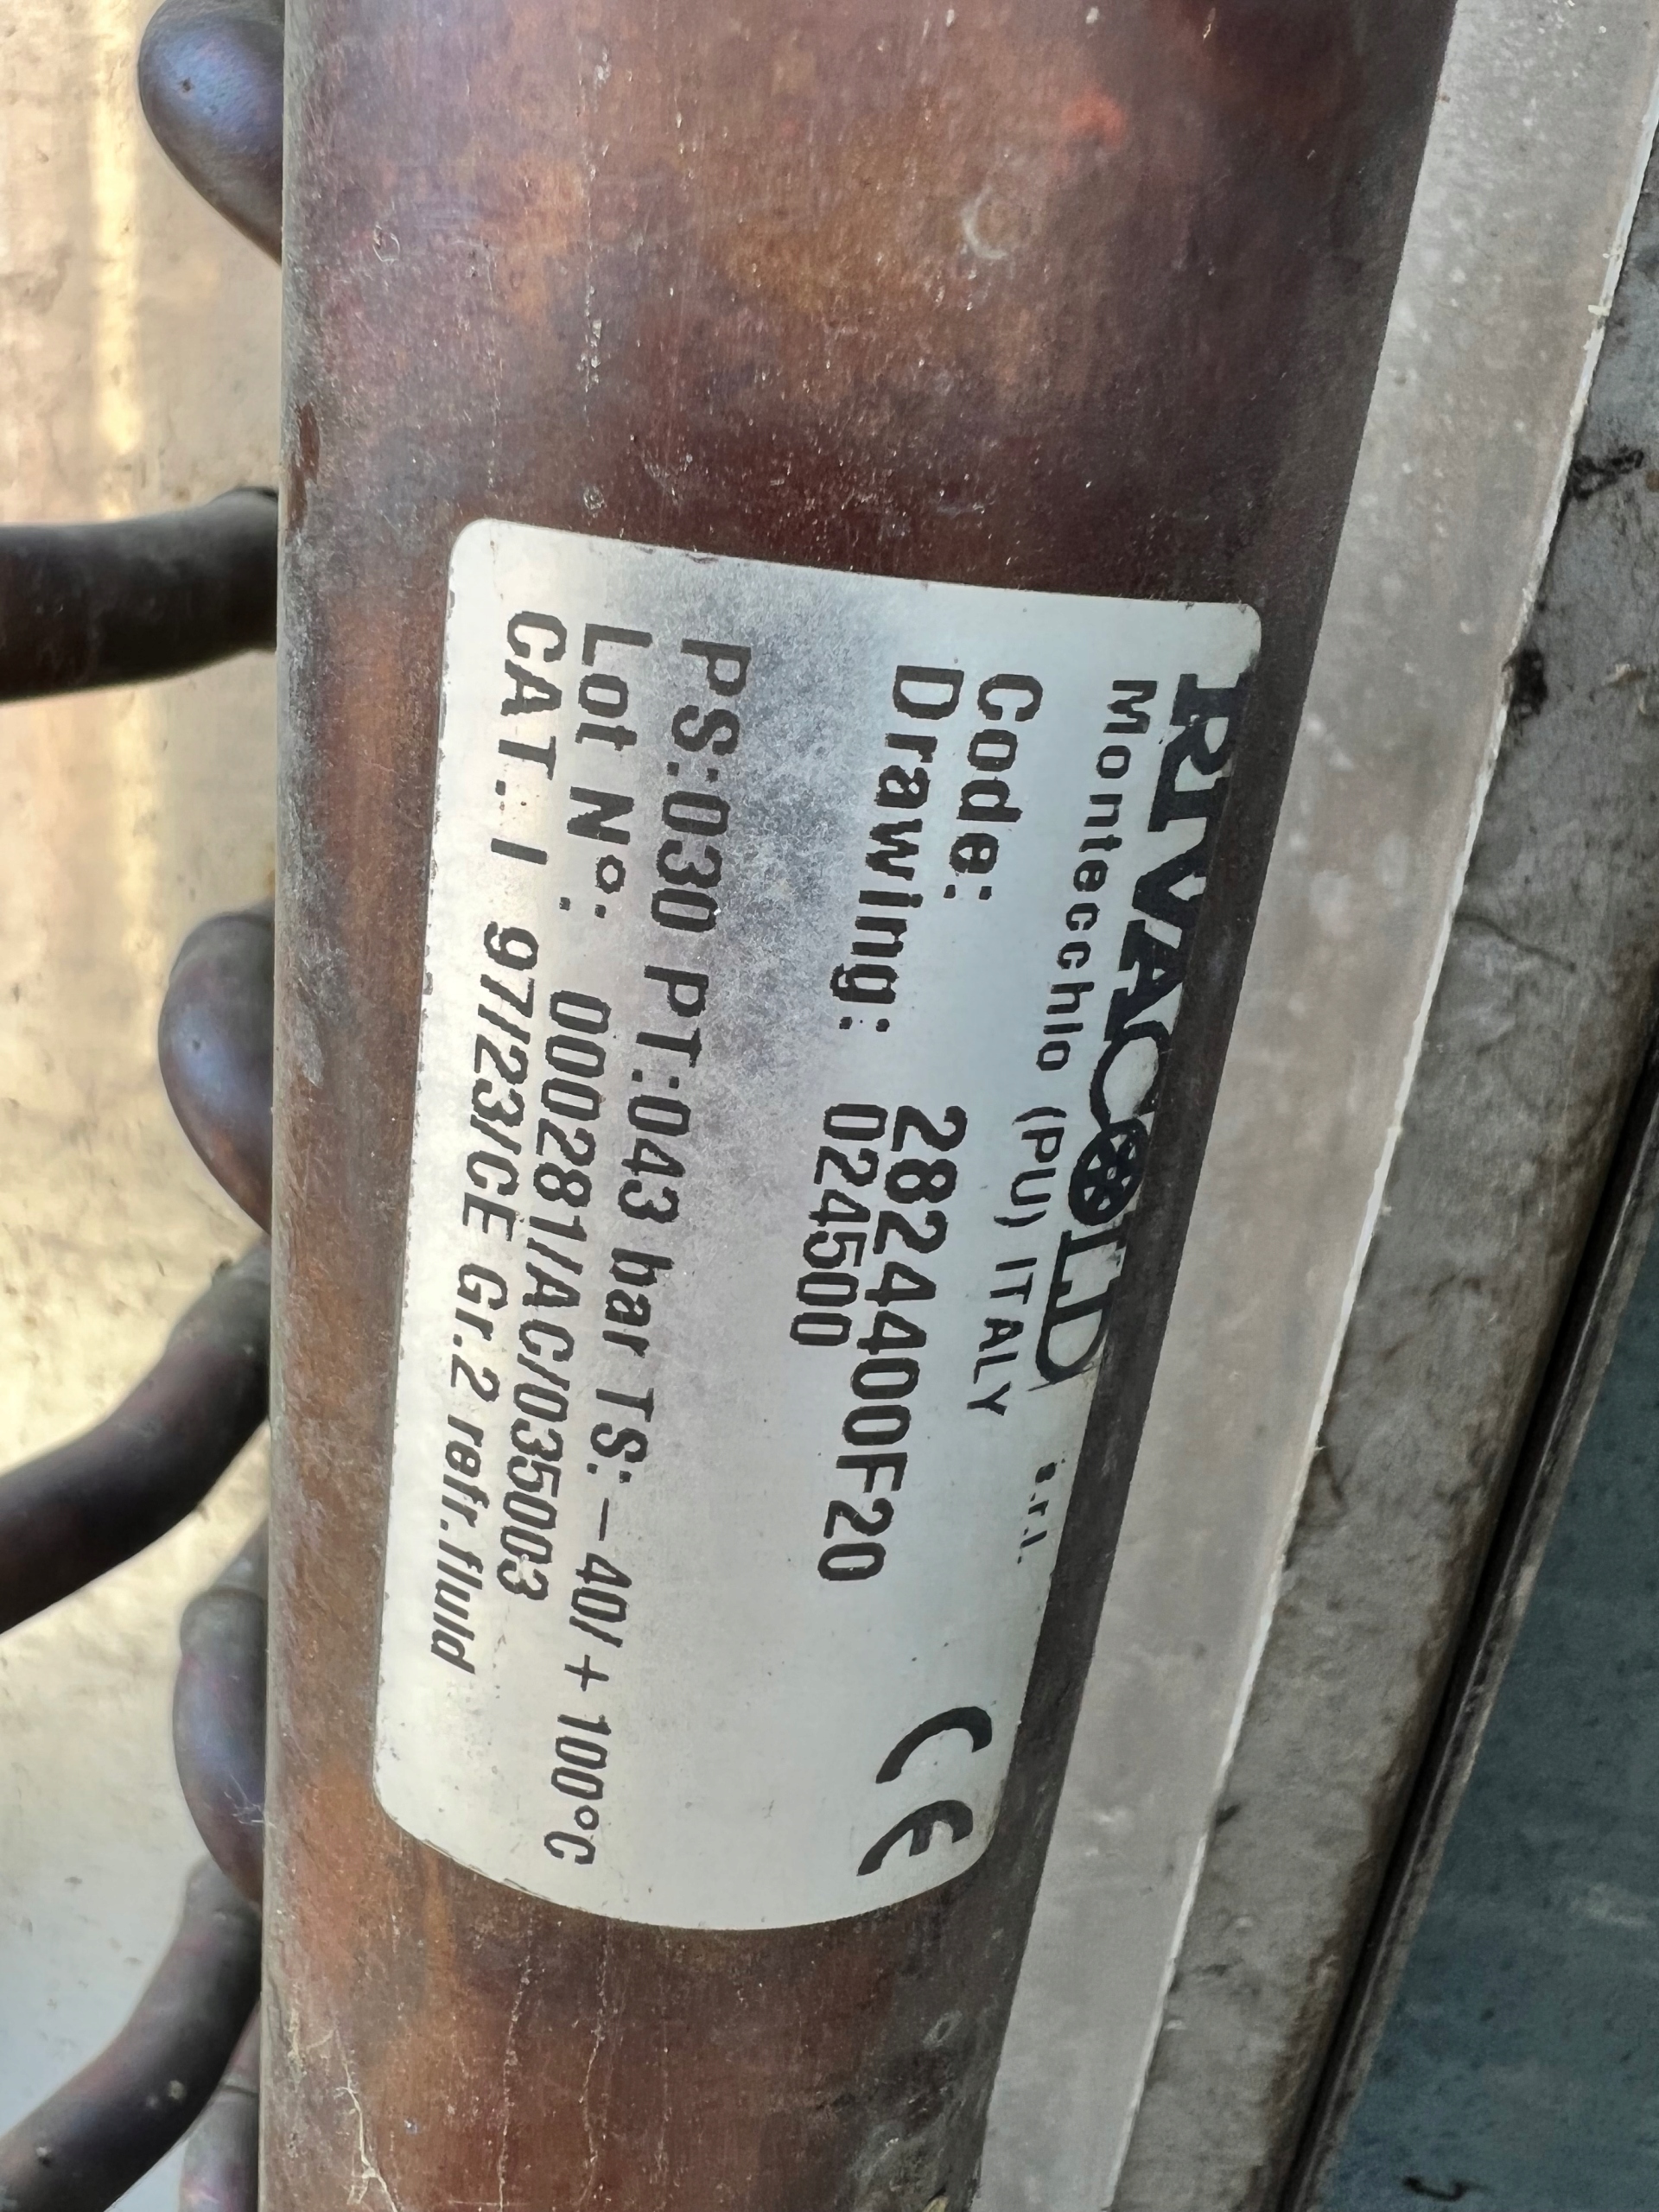 RIVACOLD s.r.l.
Montecchio (PU) ITALY
Code: 2824400F20
Drawing: 024500
CE
PS:030 PT:043 bar TS:-40/+100°C
Lot N°: 000281/AC/035003
CAT. I 97/23/CE Gr.2 refr.fluid